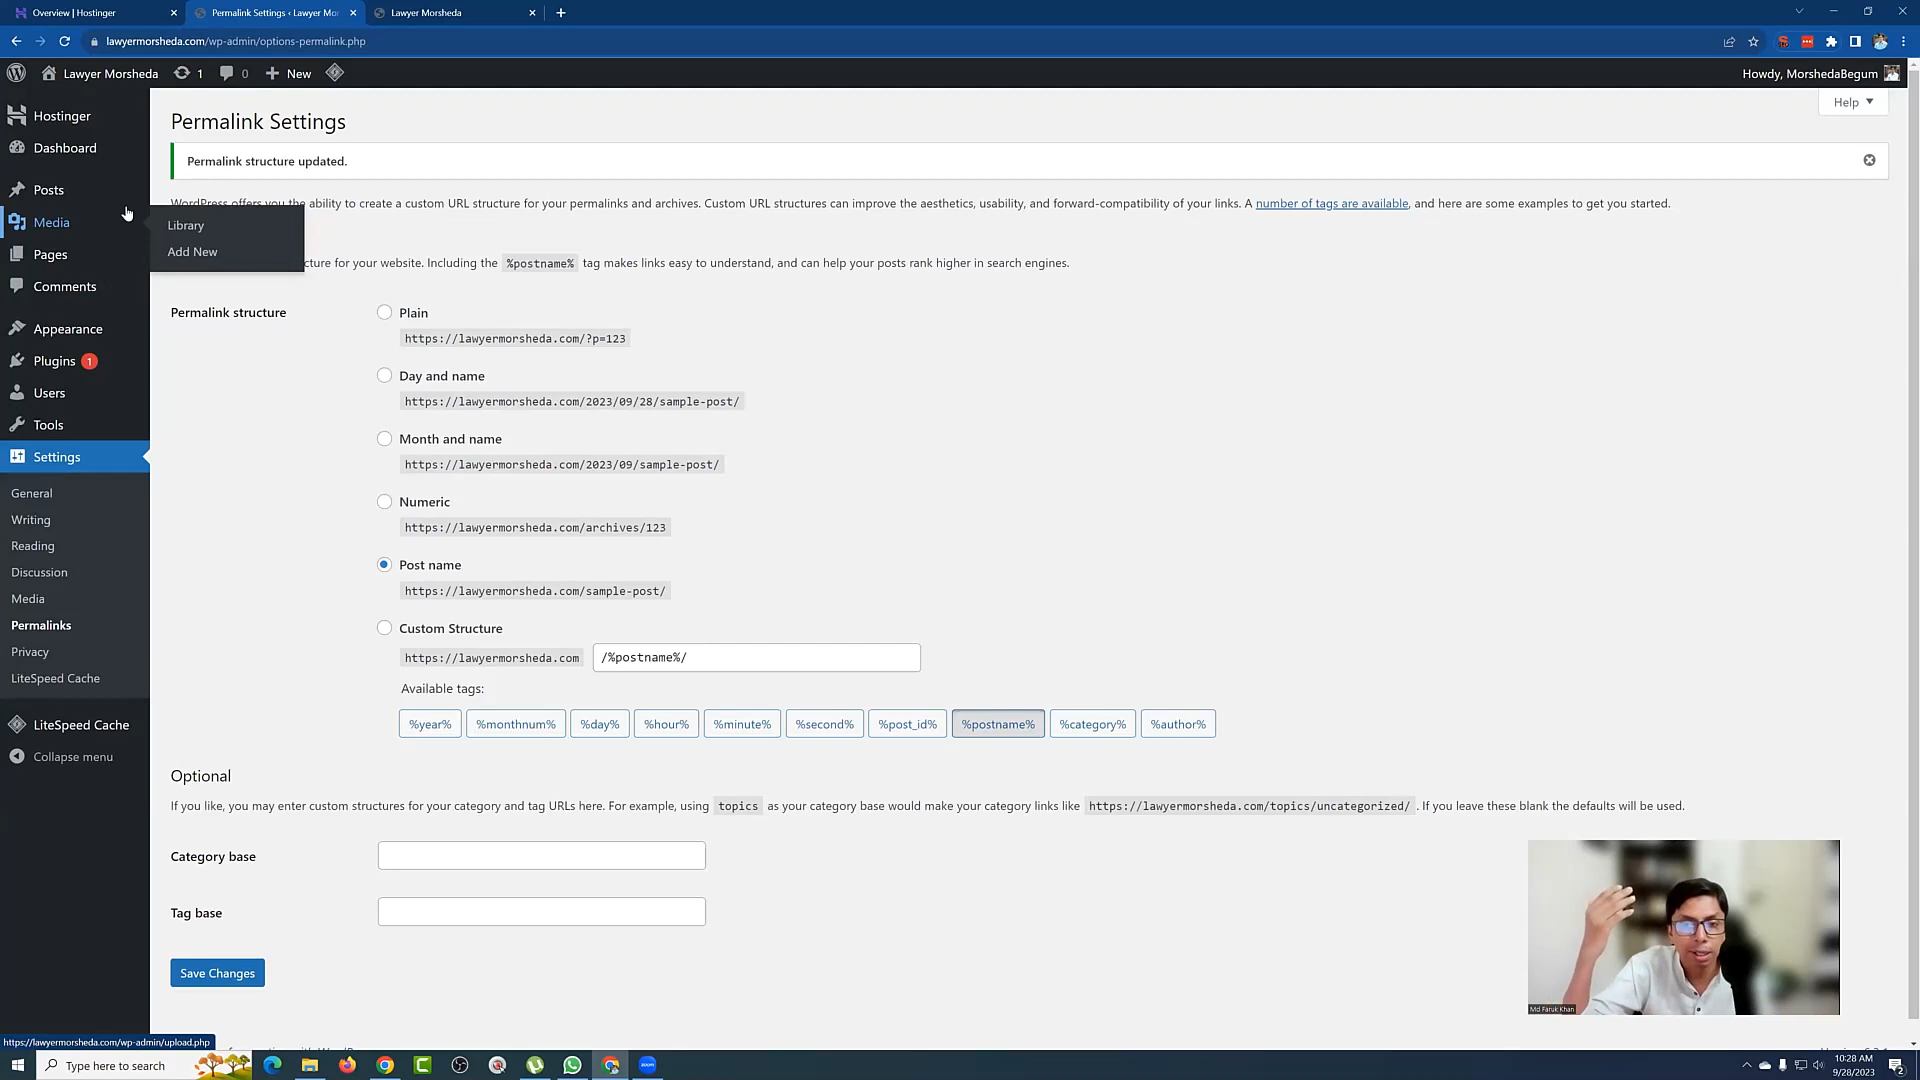 Overview | Hostinger
Permalink Settings ‹ Lawyer Mor
Lawyer Morsheda
lawyermorsheda.com/wp-admin/options-permalink.php
Lawyer Morsheda
1
0
New
Howdy, MorshedaBegum
Help
Hostinger
Dashboard
Posts
Media
Library
Add New
Pages
Comments
Appearance
Plugins 1
Users
Tools
Settings
General
Writing
Reading
Discussion
Media
Permalinks
Privacy
LiteSpeed Cache
LiteSpeed Cache
Collapse menu
Permalink Settings
Permalink structure updated.
WordPress offers you the ability to create a custom URL structure for your permalinks and archives. Custom URL structures can improve the aesthetics, usability, and forward-compatibility of your links. A number of tags are available, and here are some examples to get you started.
cture for your website. Including the %postname% tag makes links easy to understand, and can help your posts rank higher in search engines.
Permalink structure
Plain
https://lawyermorsheda.com/?p=123
Day and name
https://lawyermorsheda.com/2023/09/28/sample-post/
Month and name
https://lawyermorsheda.com/2023/09/sample-post/
Numeric
https://lawyermorsheda.com/archives/123
Post name
https://lawyermorsheda.com/sample-post/
Custom Structure
https://lawyermorsheda.com /%postname%/
Available tags:
%year% %monthnum% %day% %hour% %minute% %second% %post_id% %postname% %category% %author%
Optional
If you like, you may enter custom structures for your category and tag URLs here. For example, using topics as your category base would make your category links like https://lawyermorsheda.com/topics/uncategorized/ . If you leave these blank the defaults will be used.
Category base
Tag base
Save Changes
Md Faruk Khan
https://lawyermorsheda.com/wp-admin/upload.php
Type here to search
zoom
10:28 AM
9/28/2023
2